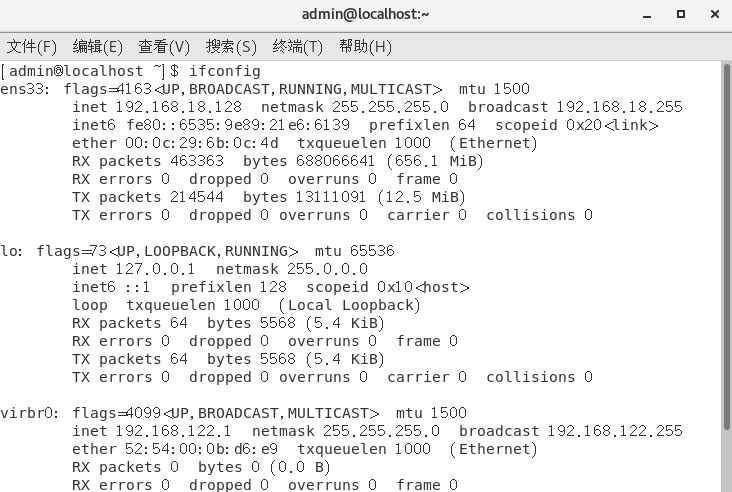 admin@localhost:~
文件(F) 编辑(E) 查看(V) 搜索(S) 终端(T) 帮助(H)
[admin@localhost ~]$ ifconfig
ens33: flags=4163<UP,BROADCAST,RUNNING,MULTICAST>  mtu 1500
        inet 192.168.18.128  netmask 255.255.255.0  broadcast 192.168.18.255
        inet6 fe80::6535:9e89:21e6:6139  prefixlen 64  scopeid 0x20<link>
        ether 00:0c:29:6b:0c:4d  txqueuelen 1000  (Ethernet)
        RX packets 463363  bytes 688066641 (656.1 MiB)
        RX errors 0  dropped 0  overruns 0  frame 0
        TX packets 214544  bytes 13111091 (12.5 MiB)
        TX errors 0  dropped 0 overruns 0  carrier 0  collisions 0
lo: flags=73<UP,LOOPBACK,RUNNING>  mtu 65536
        inet 127.0.0.1  netmask 255.0.0.0
        inet6 ::1  prefixlen 128  scopeid 0x10<host>
        loop  txqueuelen 1000  (Local Loopback)
        RX packets 64  bytes 5568 (5.4 KiB)
        RX errors 0  dropped 0  overruns 0  frame 0
        TX packets 64  bytes 5568 (5.4 KiB)
        TX errors 0  dropped 0 overruns 0  carrier 0  collisions 0
virbr0: flags=4099<UP,BROADCAST,MULTICAST>  mtu 1500
        inet 192.168.122.1  netmask 255.255.255.0  broadcast 192.168.122.255
        ether 52:54:00:0b:d6:e9  txqueuelen 1000  (Ethernet)
        RX packets 0  bytes 0 (0.0 B)
        RX errors 0  dropped 0  overruns 0  frame 0